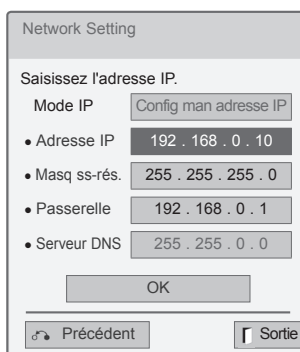 Network Setting
Saisissez l'adresse IP.
Mode IP Config man adresse IP
• Adresse IP 192 . 168 . 0 . 10
• Masq ss-rés. 255 . 255 . 255 . 0
• Passerelle 192 . 168 . 0 . 1
• Serveur DNS 255 . 255 . 0 . 0
OK
Précédent Sortie